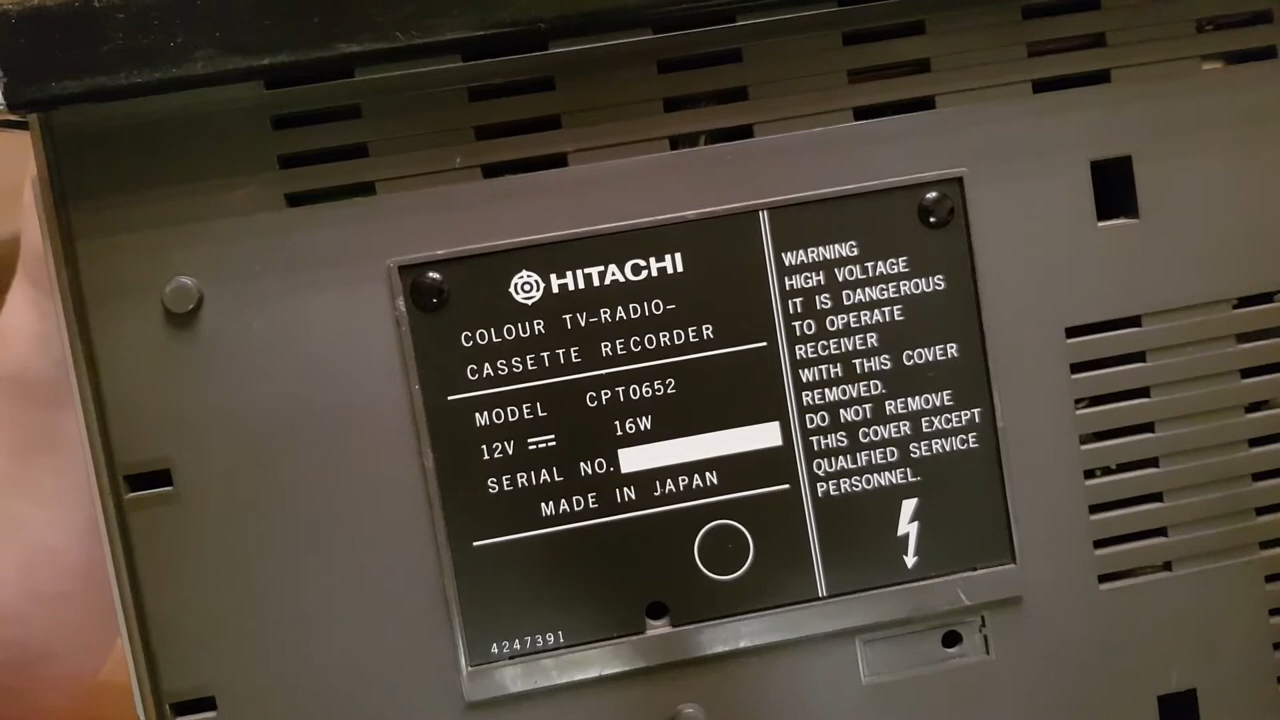 HITACHI
COLOUR TV-RADIO-
CASSETTE RECORDER
MODEL CPT0652
12V 16W
SERIAL NO.
MADE IN JAPAN
4247391
WARNING
HIGH VOLTAGE
IT IS DANGEROUS
TO OPERATE
RECEIVER
WITH THIS COVER
REMOVED.
DO NOT REMOVE
THIS COVER EXCEPT
QUALIFIED SERVICE
PERSONNEL.